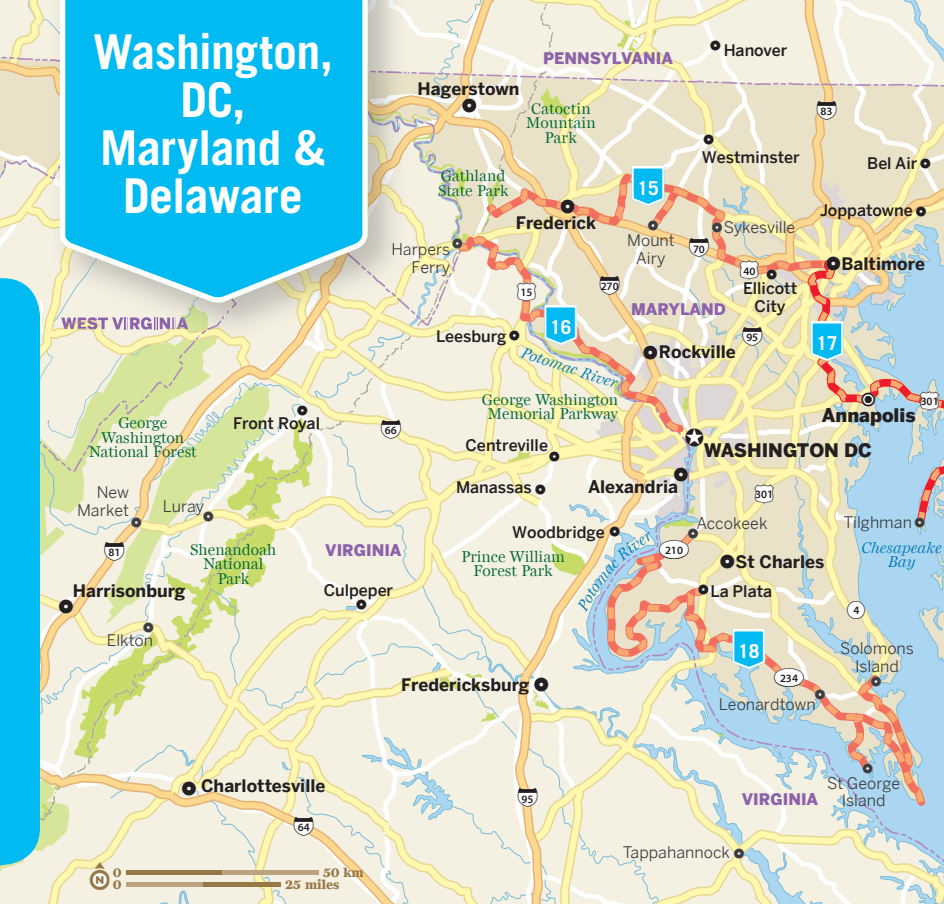 Washington,
DC,
Maryland &
Delaware
PENNSYLVANIA
Hanover
Hagerstown
Catoctin
Mountain
Park
83
Westminster
Bel Air
Gathland
State Park
15
Joppatowne
Frederick
Mount
Airy
Sykesville
Harpers
Ferry
70
40
Baltimore
Ellicott
City
270
15
MARYLAND
WEST VIRGINIA
16
95
17
Leesburg
Rockville
Potomac River
George Washington
Memorial Parkway
301
Annapolis
George
Washington
National Forest
Front Royal
66
Centreville
WASHINGTON DC
Manassas
Alexandria
301
New
Market
Luray
Accokeek
Tilghman
Woodbridge
Potomac River
210
Chesapeake
Bay
81
Shenandoah
National
Park
VIRGINIA
Prince William
Forest Park
St Charles
Harrisonburg
Culpeper
La Plata
4
Elkton
18
Solomons
Island
234
Fredericksburg
Leonardtown
Charlottesville
St George
Island
95
VIRGINIA
64
Tappahannock
N
0 50 km
0 25 miles